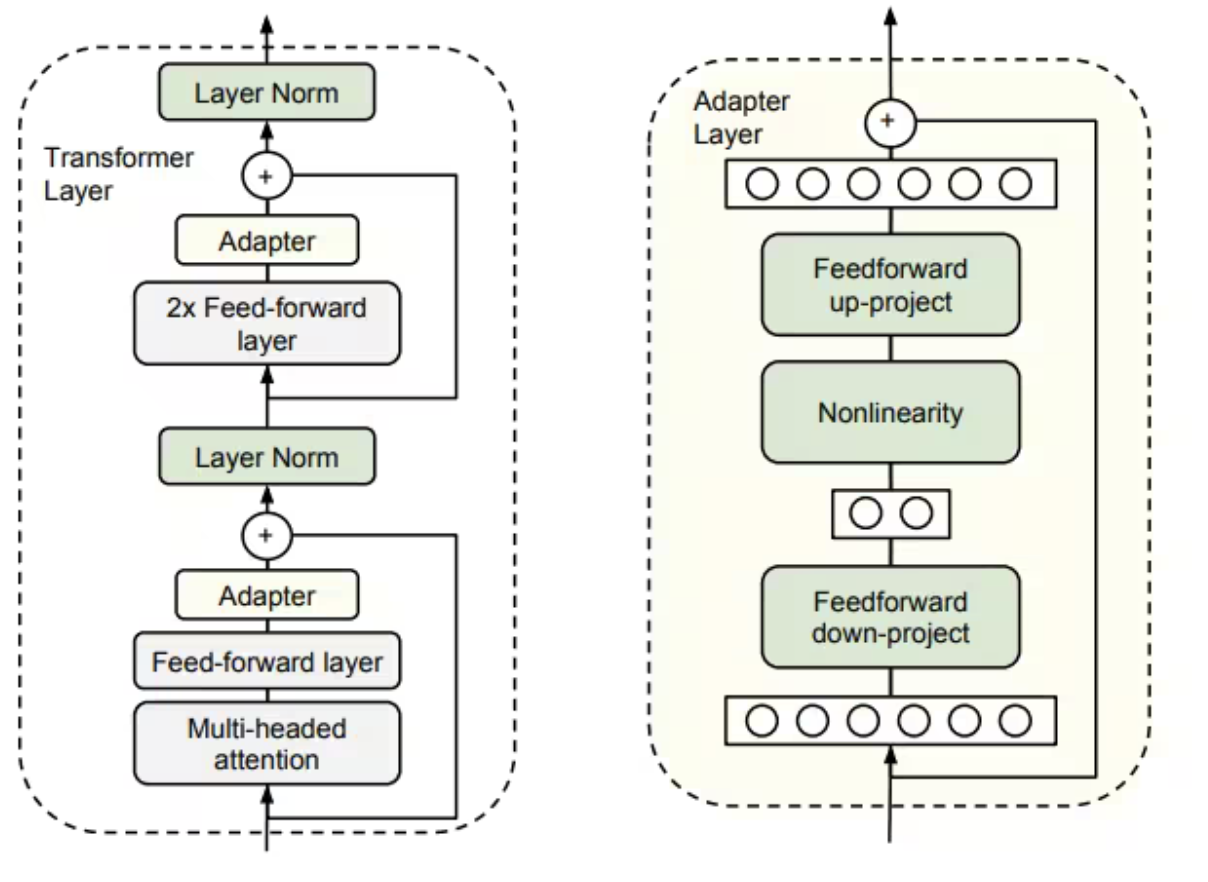 Layer Norm
Transformer
Layer
+
Adapter
2x Feed-forward
layer
Layer Norm
+
Adapter
Feed-forward layer
Multi-headed
attention
Adapter
Layer
+
Feedforward
up-project
Nonlinearity
Feedforward
down-project